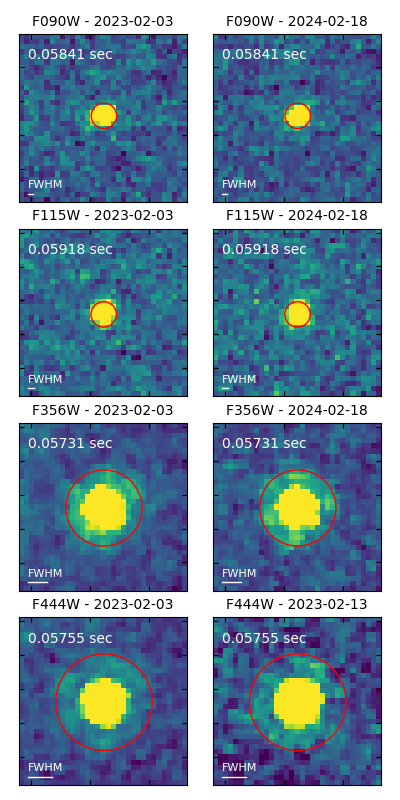 F090W - 2023-02-03
F090W - 2024-02-18
0.05841 sec
0.05841 sec
FWHM
FWHM
F115W - 2023-02-03
F115W - 2024-02-18
0.05918 sec
0.05918 sec
FWHM
FWHM
F356W - 2023-02-03
F356W - 2024-02-18
0.05731 sec
0.05731 sec
FWHM
FWHM
F444W - 2023-02-03
F444W - 2023-02-13
0.05755 sec
0.05755 sec
FWHM
FWHM